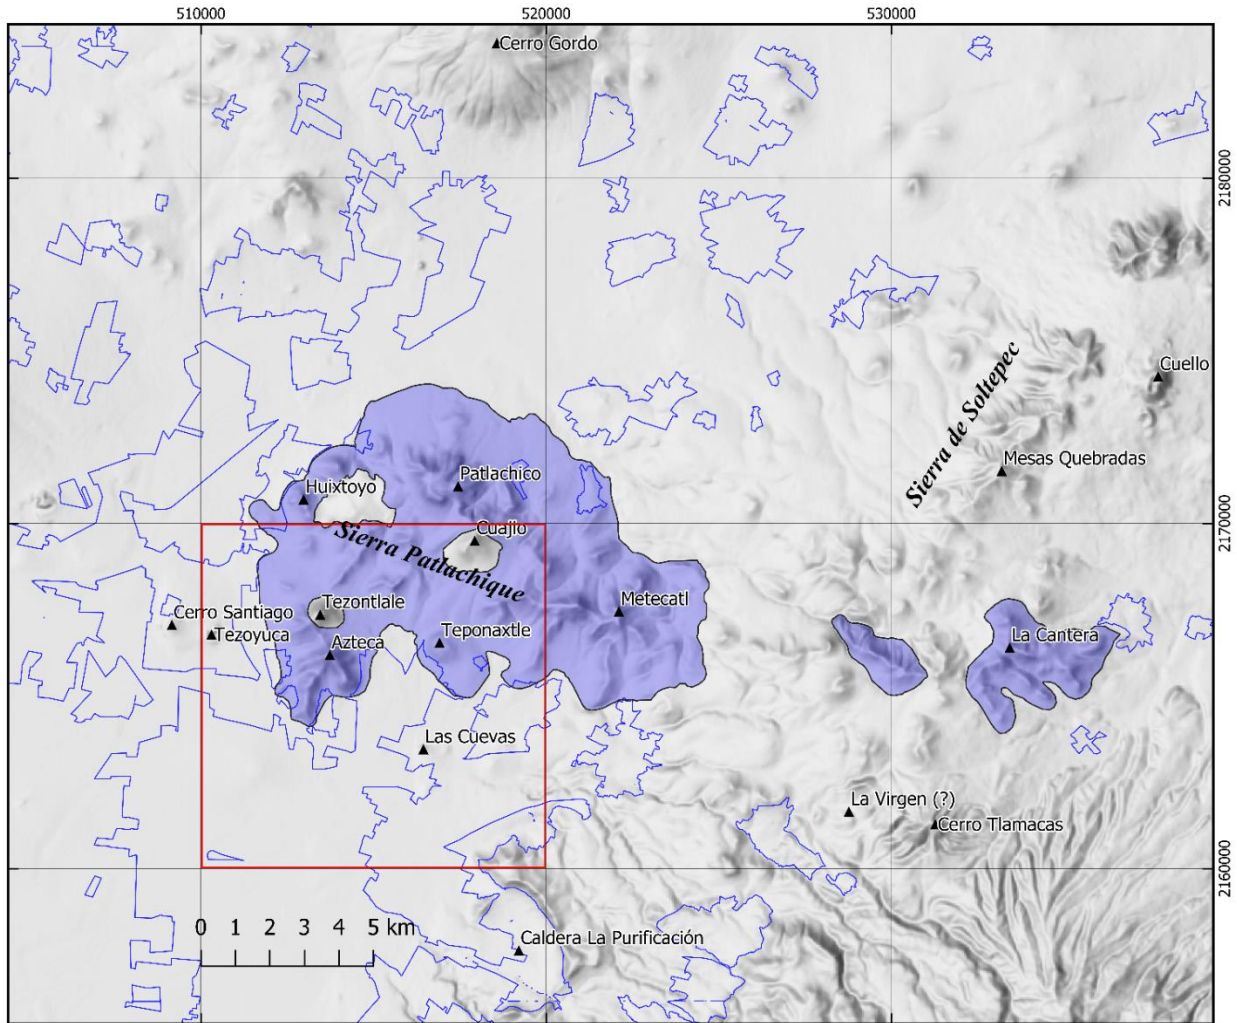 510000
520000
530000
Cerro Gordo
2180000
Sierra de Soltepec
Cuello
Mesas Quebradas
Patlachico
Huixtoyo
2170000
Cuajio
Sierra Patlachique
Metecatl
Tezontlale
Cerro Santiago
Tezoyuca
Teponaxtle
Azteca
La Cantera
Las Cuevas
La Virgen (?)
Cerro Tlamacas
2160000
0 1 2 3 4 5 km
Caldera La Purificación